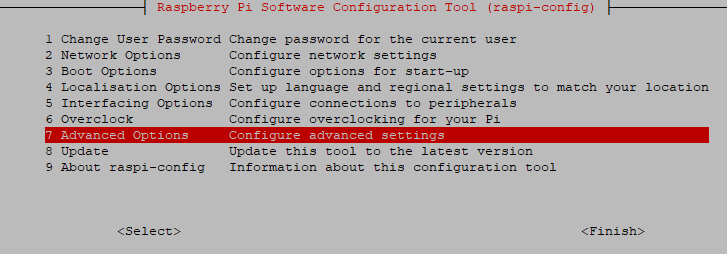 Raspberry Pi Software Configuration Tool (raspi-config)
1 Change User Password Change password for the current user
2 Network Options Configure network settings
3 Boot Options Configure options for start-up
4 Localisation Options Set up language and regional settings to match your location
5 Interfacing Options Configure connections to peripherals
6 Overclock Configure overclocking for your Pi
7 Advanced Options Configure advanced settings
8 Update Update this tool to the latest version
9 About raspi-config Information about this configuration tool
<Select> <Finish>